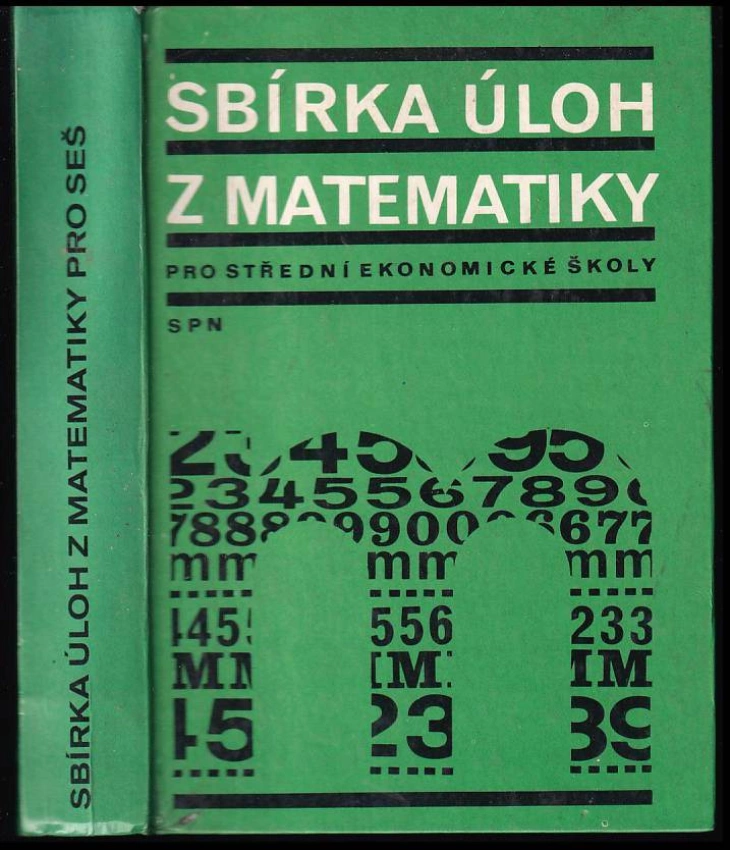 SBÍRKA ÚLOH Z MATEMATIKY PRO SEŠ
SBÍRKA ÚLOH
Z MATEMATIKY
PRO STŘEDNÍ EKONOMICKÉ ŠKOLY
SPN